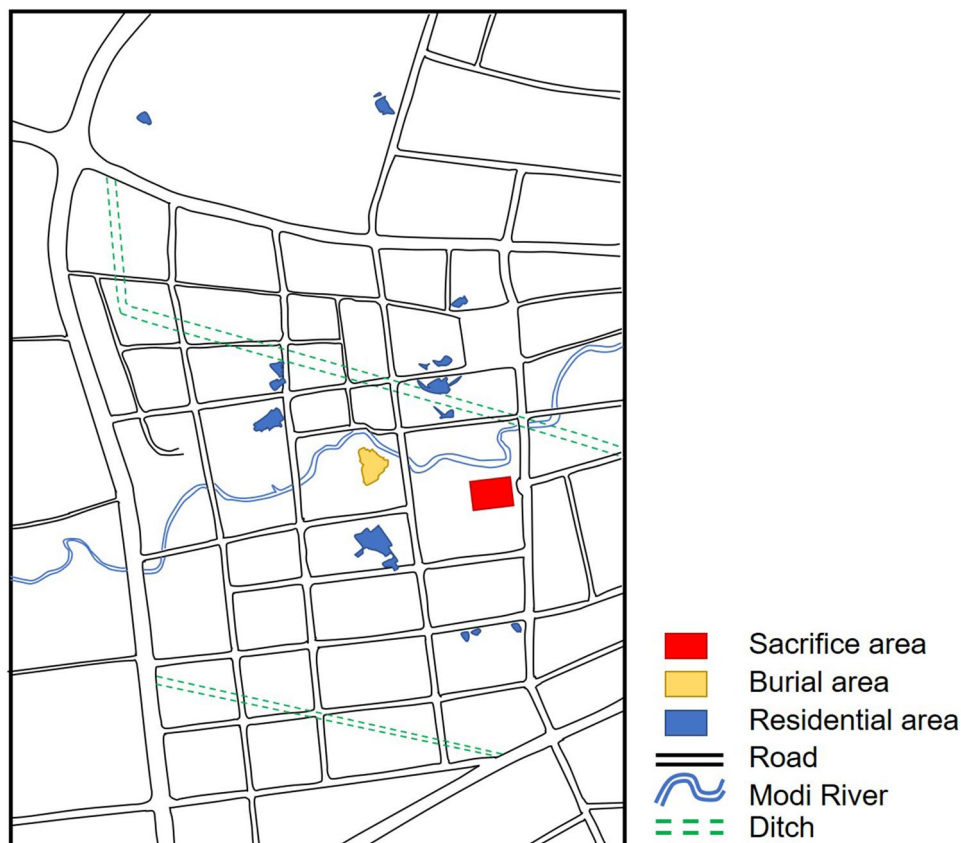 Sacrifice area
Burial area
Residential area
Road
Modi River
Ditch